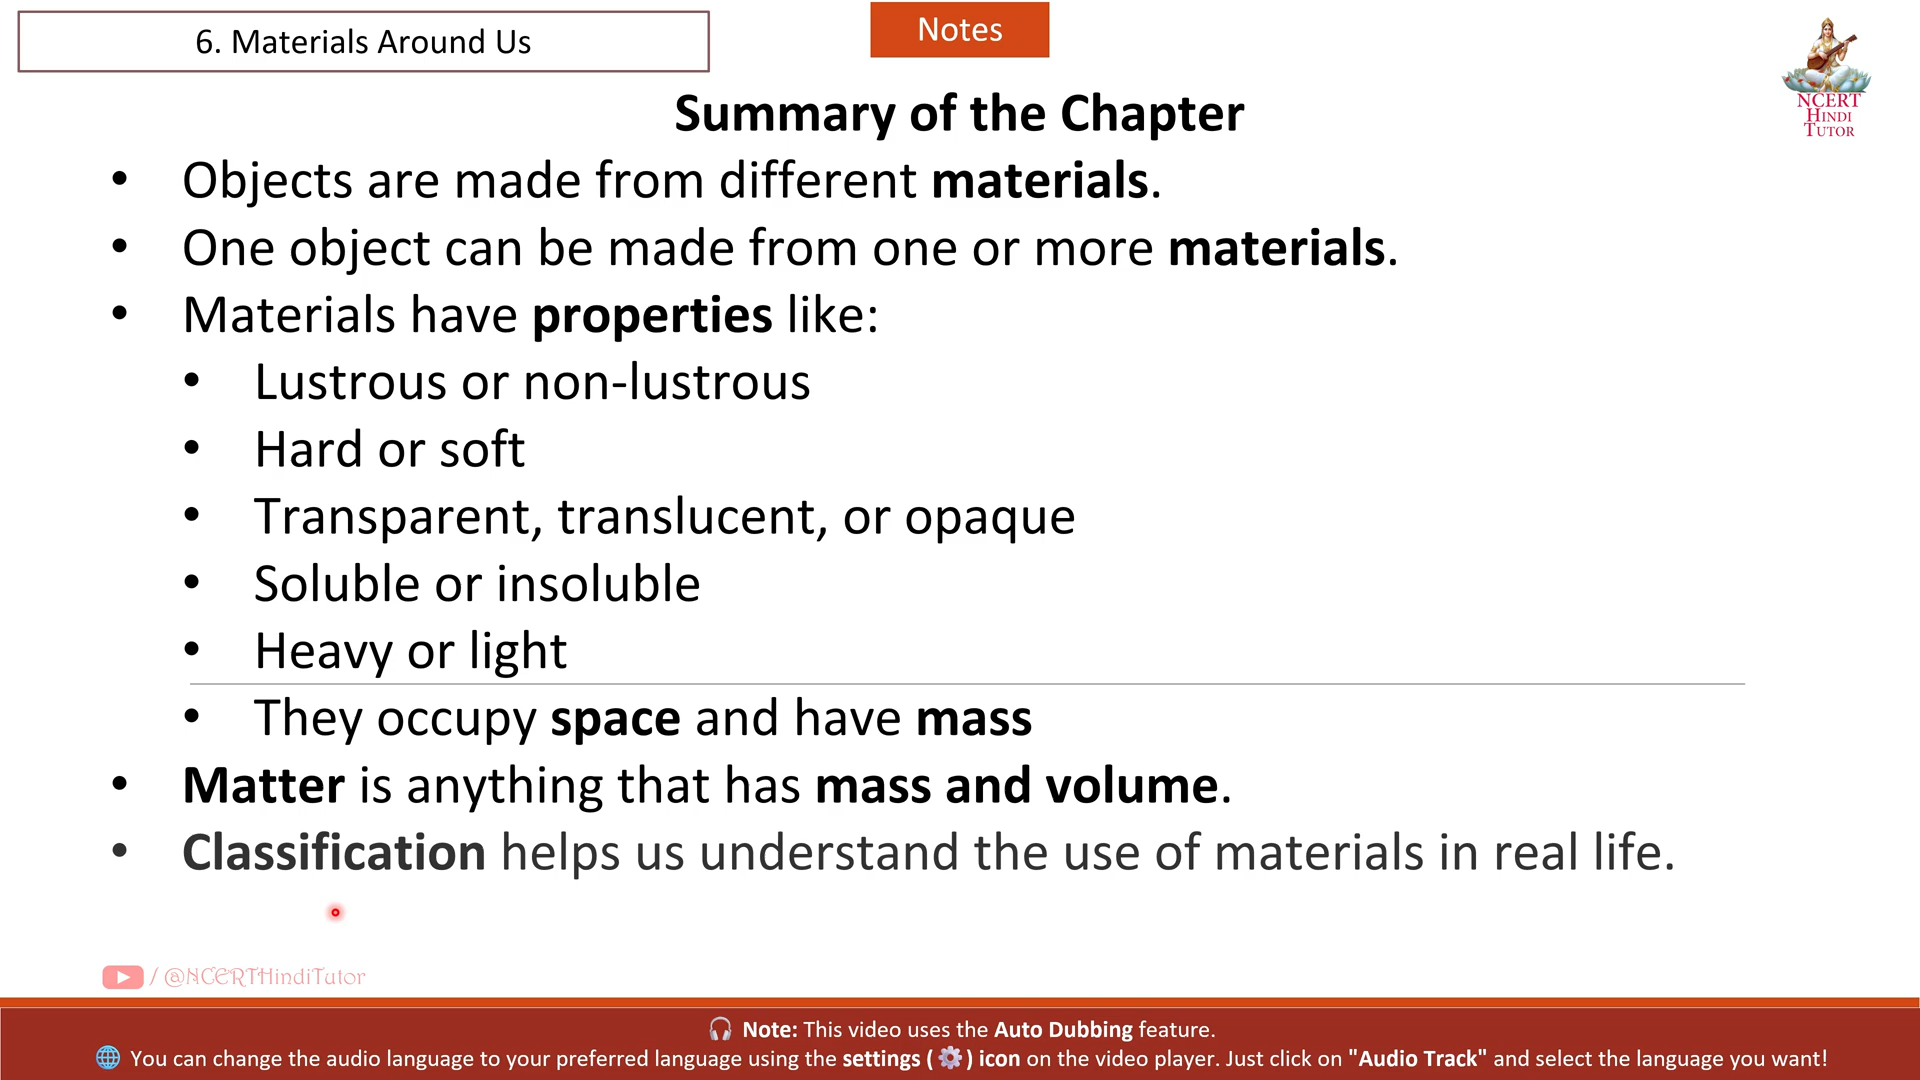 6. Materials Around Us
Notes
NCERT
HINDI
TUTOR
Summary of the Chapter
• Objects are made from different materials.
• One object can be made from one or more materials.
• Materials have properties like:
• Lustrous or non-lustrous
• Hard or soft
• Transparent, translucent, or opaque
• Soluble or insoluble
• Heavy or light
• They occupy space and have mass
• Matter is anything that has mass and volume.
• Classification helps us understand the use of materials in real life.
/ @NCERTHindiTutor
🎧 Note: This video uses the Auto Dubbing feature.
🌐 You can change the audio language to your preferred language using the settings ( ⚙️ ) icon on the video player. Just click on "Audio Track" and select the language you want!